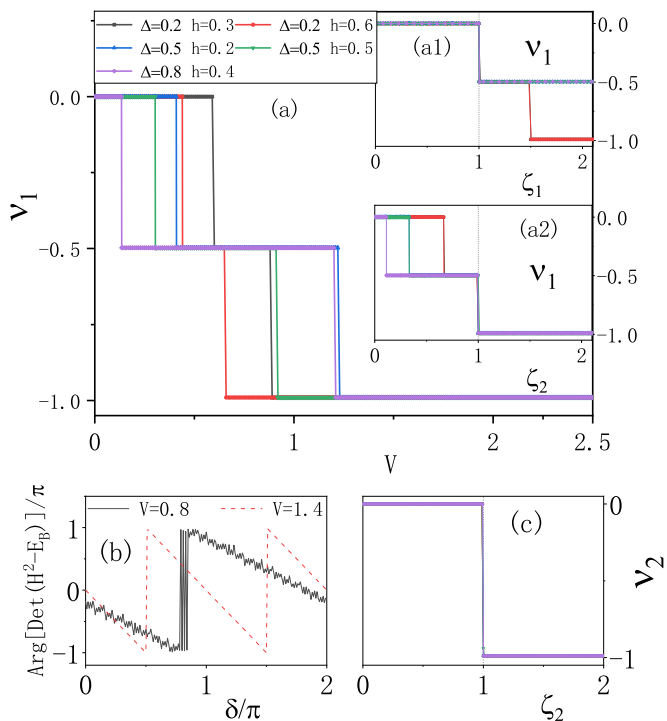 Δ=0.2 h=0.3 Δ=0.2 h=0.6
Δ=0.5 h=0.2 Δ=0.5 h=0.5
Δ=0.8 h=0.4
(a)
0.0
-0.5
-1.0
ν₁
0 1 2 2.5
V
(a1)
ν₁
0.0
-0.5
-1.0
0 1 2
ζ₁
(a2)
ν₁
0.0
-0.5
-1.0
0 1 2
ζ₂
Arg[Det(H²-E_B)]/π
V=0.8 V=1.4
(b)
1
0
-1
0 1 2
δ/π
(c)
0
-1
ν₂
0 1 2
ζ₂